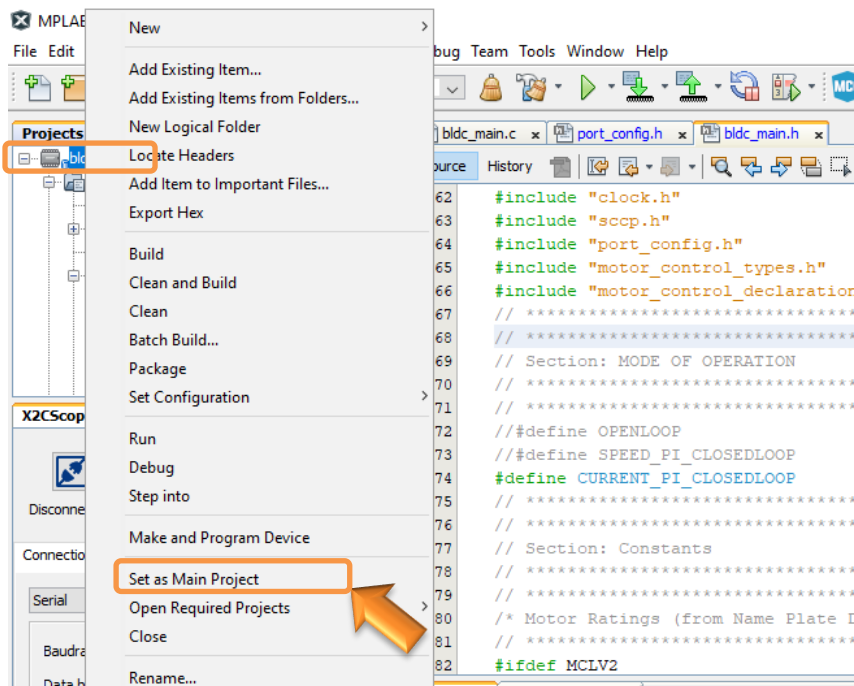 MPLAB
File Edit
bug Team Tools Window Help
New
Add Existing Item...
Add Existing Items from Folders...
New Logical Folder
Locate Headers
Add Item to Important Files...
Export Hex
Build
Clean and Build
Clean
Batch Build...
Package
Set Configuration
Run
Debug
Step into
Make and Program Device
Set as Main Project
Open Required Projects
Close
Rename...
Projects
bldc
X2CScop
Disconne
Connectio
Serial
Baudra
Data b
MC
bldc_main.c x port_config.h x bldc_main.h x
ource History
62 #include "clock.h"
63 #include "sccp.h"
64 #include "port_config.h"
65 #include "motor_control_types.h"
66 #include "motor_control_declaration
67 // *********************************
68 // *********************************
69 // Section: MODE OF OPERATION
70 // *********************************
71 // *********************************
72 //#define OPENLOOP
73 //#define SPEED_PI_CLOSEDLOOP
74 #define CURRENT_PI_CLOSEDLOOP
75 // *********************************
76 // *********************************
77 // Section: Constants
78 // *********************************
79 // *********************************
80 /* Motor Ratings (from Name Plate D
81 // *********************************
82 #ifdef MCLV2